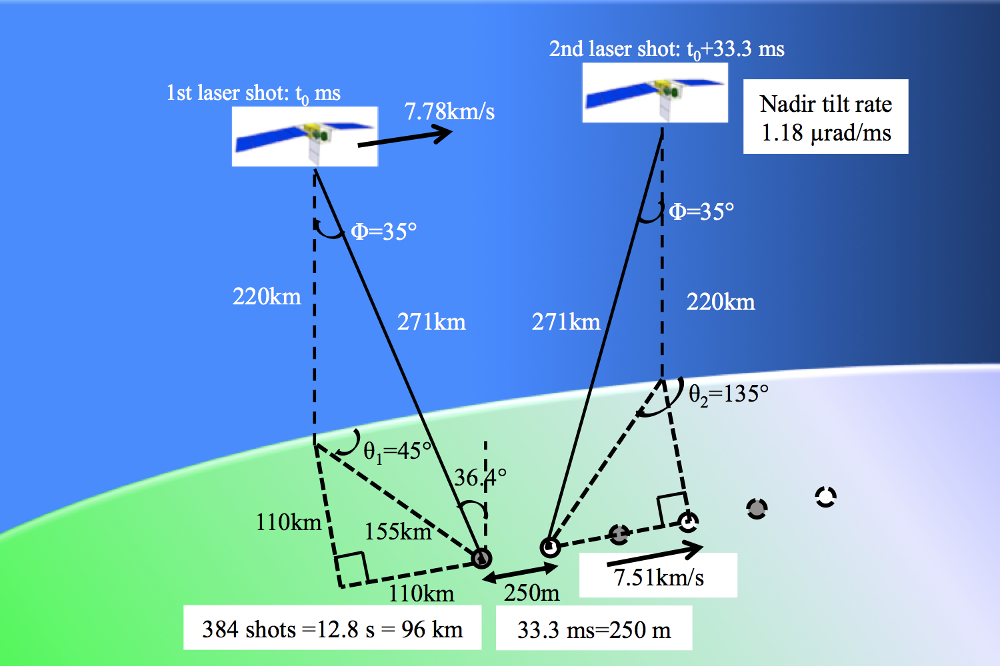 2nd laser shot: t₀+33.3 ms
1st laser shot: t₀ ms
7.78km/s
Nadir tilt rate
1.18 µrad/ms
Φ=35°
Φ=35°
220km
220km
271km
271km
θ₂=135°
θ₁=45°
36.4°
110km
155km
7.51km/s
110km
250m
384 shots =12.8 s = 96 km
33.3 ms=250 m